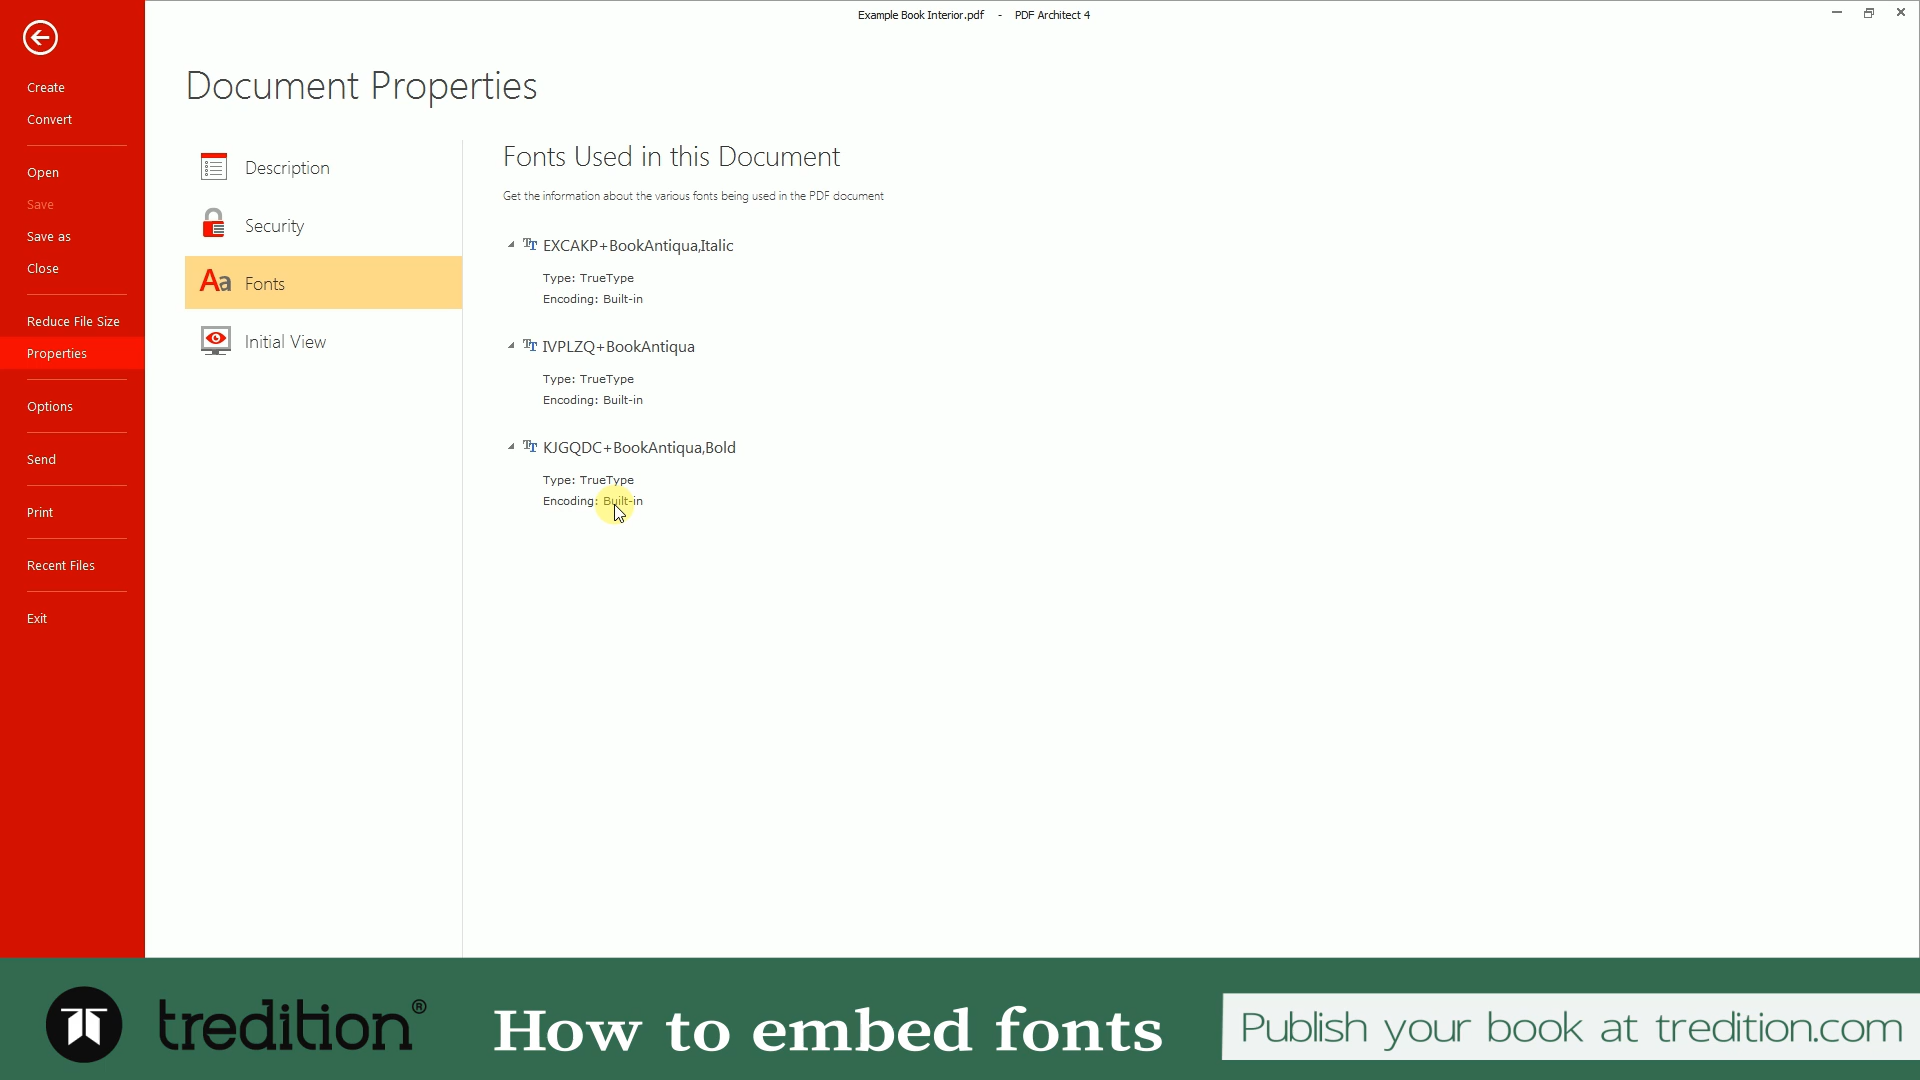 Example Book Interior.pdf - PDF Architect 4
Create
Convert
Open
Save
Save as
Close
Reduce File Size
Properties
Options
Send
Print
Recent Files
Exit
Document Properties
Description
Security
Aa Fonts
Initial View
Fonts Used in this Document
Get the information about the various fonts being used in the PDF document
EXCAKP+BookAntiqua,Italic
Type: TrueType
Encoding: Built-in
IVPLZQ+BookAntiqua
Type: TrueType
Encoding: Built-in
KJGQDC+BookAntiqua,Bold
Type: TrueType
Encoding: Built-in
tredition®
How to embed fonts
Publish your book at tredition.com